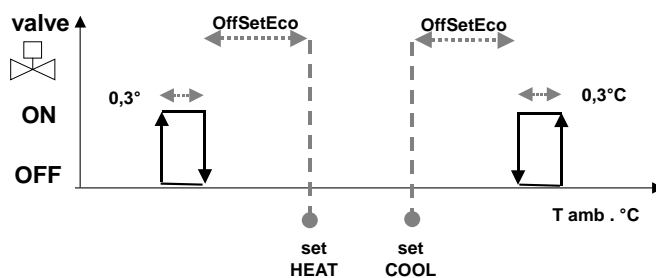 valve
OffSetEco
OffSetEco
0,3°
0,3°C
ON
OFF
T amb . °C
set
HEAT
set
COOL